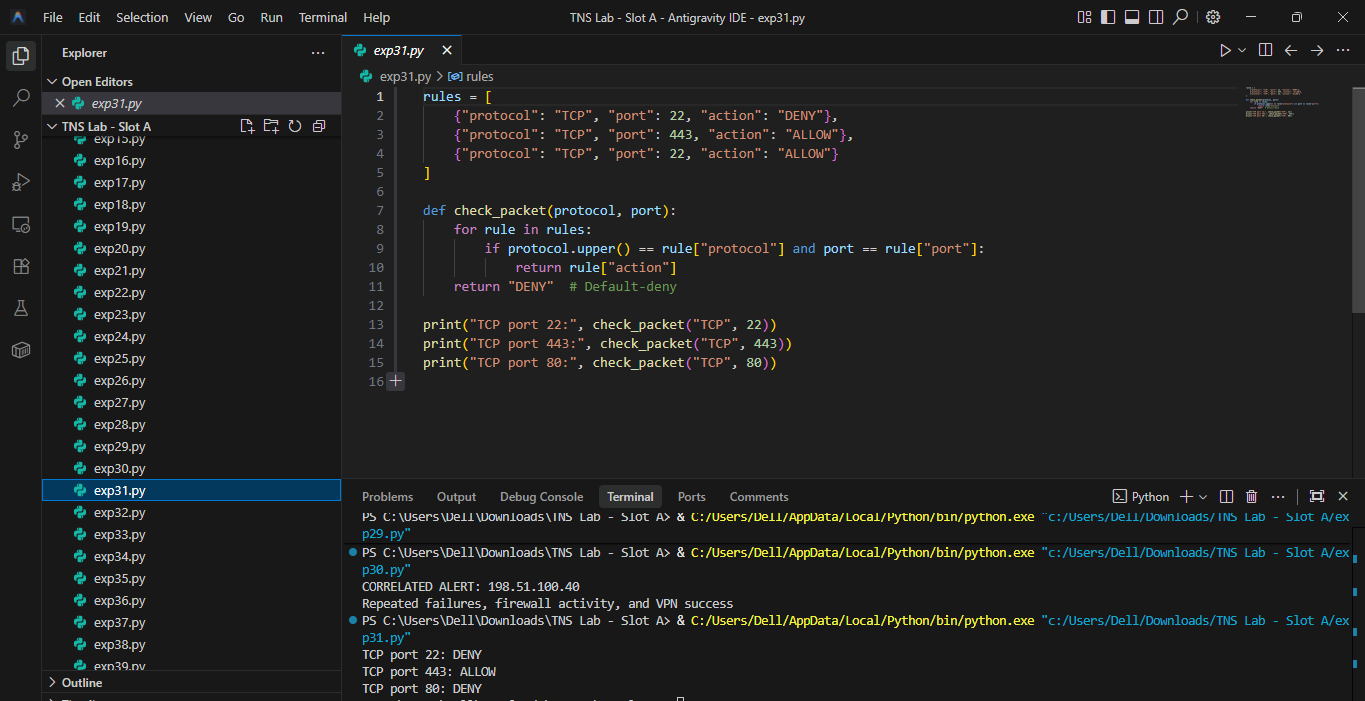 File Edit Selection View Go Run Terminal Help
TNS Lab - Slot A - Antigravity IDE - exp31.py
Explorer
Open Editors
exp31.py
TNS Lab - Slot A
exp15.py
exp16.py
exp17.py
exp18.py
exp19.py
exp20.py
exp21.py
exp22.py
exp23.py
exp24.py
exp25.py
exp26.py
exp27.py
exp28.py
exp29.py
exp30.py
exp31.py
exp32.py
exp33.py
exp34.py
exp35.py
exp36.py
exp37.py
exp38.py
exp39.py
Outline
exp31.py
exp31.py > rules
1 rules = [
2 {"protocol": "TCP", "port": 22, "action": "DENY"},
3 {"protocol": "TCP", "port": 443, "action": "ALLOW"},
4 {"protocol": "TCP", "port": 22, "action": "ALLOW"}
5 ]
6
7 def check_packet(protocol, port):
8 for rule in rules:
9 if protocol.upper() == rule["protocol"] and port == rule["port"]:
10 return rule["action"]
11 return "DENY" # Default-deny
12
13 print("TCP port 22:", check_packet("TCP", 22))
14 print("TCP port 443:", check_packet("TCP", 443))
15 print("TCP port 80:", check_packet("TCP", 80))
16
Problems Output Debug Console Terminal Ports Comments
Python
PS C:\Users\Dell\Downloads\TNS Lab - Slot A> & C:/Users/Dell/AppData/Local/Python/bin/python.exe "c:/Users/Dell/Downloads/TNS Lab - Slot A/ex
p29.py"
PS C:\Users\Dell\Downloads\TNS Lab - Slot A> & C:/Users/Dell/AppData/Local/Python/bin/python.exe "c:/Users/Dell/Downloads/TNS Lab - Slot A/ex
p30.py"
CORRELATED ALERT: 198.51.100.40
Repeated failures, firewall activity, and VPN success
PS C:\Users\Dell\Downloads\TNS Lab - Slot A> & C:/Users/Dell/AppData/Local/Python/bin/python.exe "c:/Users/Dell/Downloads/TNS Lab - Slot A/ex
p31.py"
TCP port 22: DENY
TCP port 443: ALLOW
TCP port 80: DENY